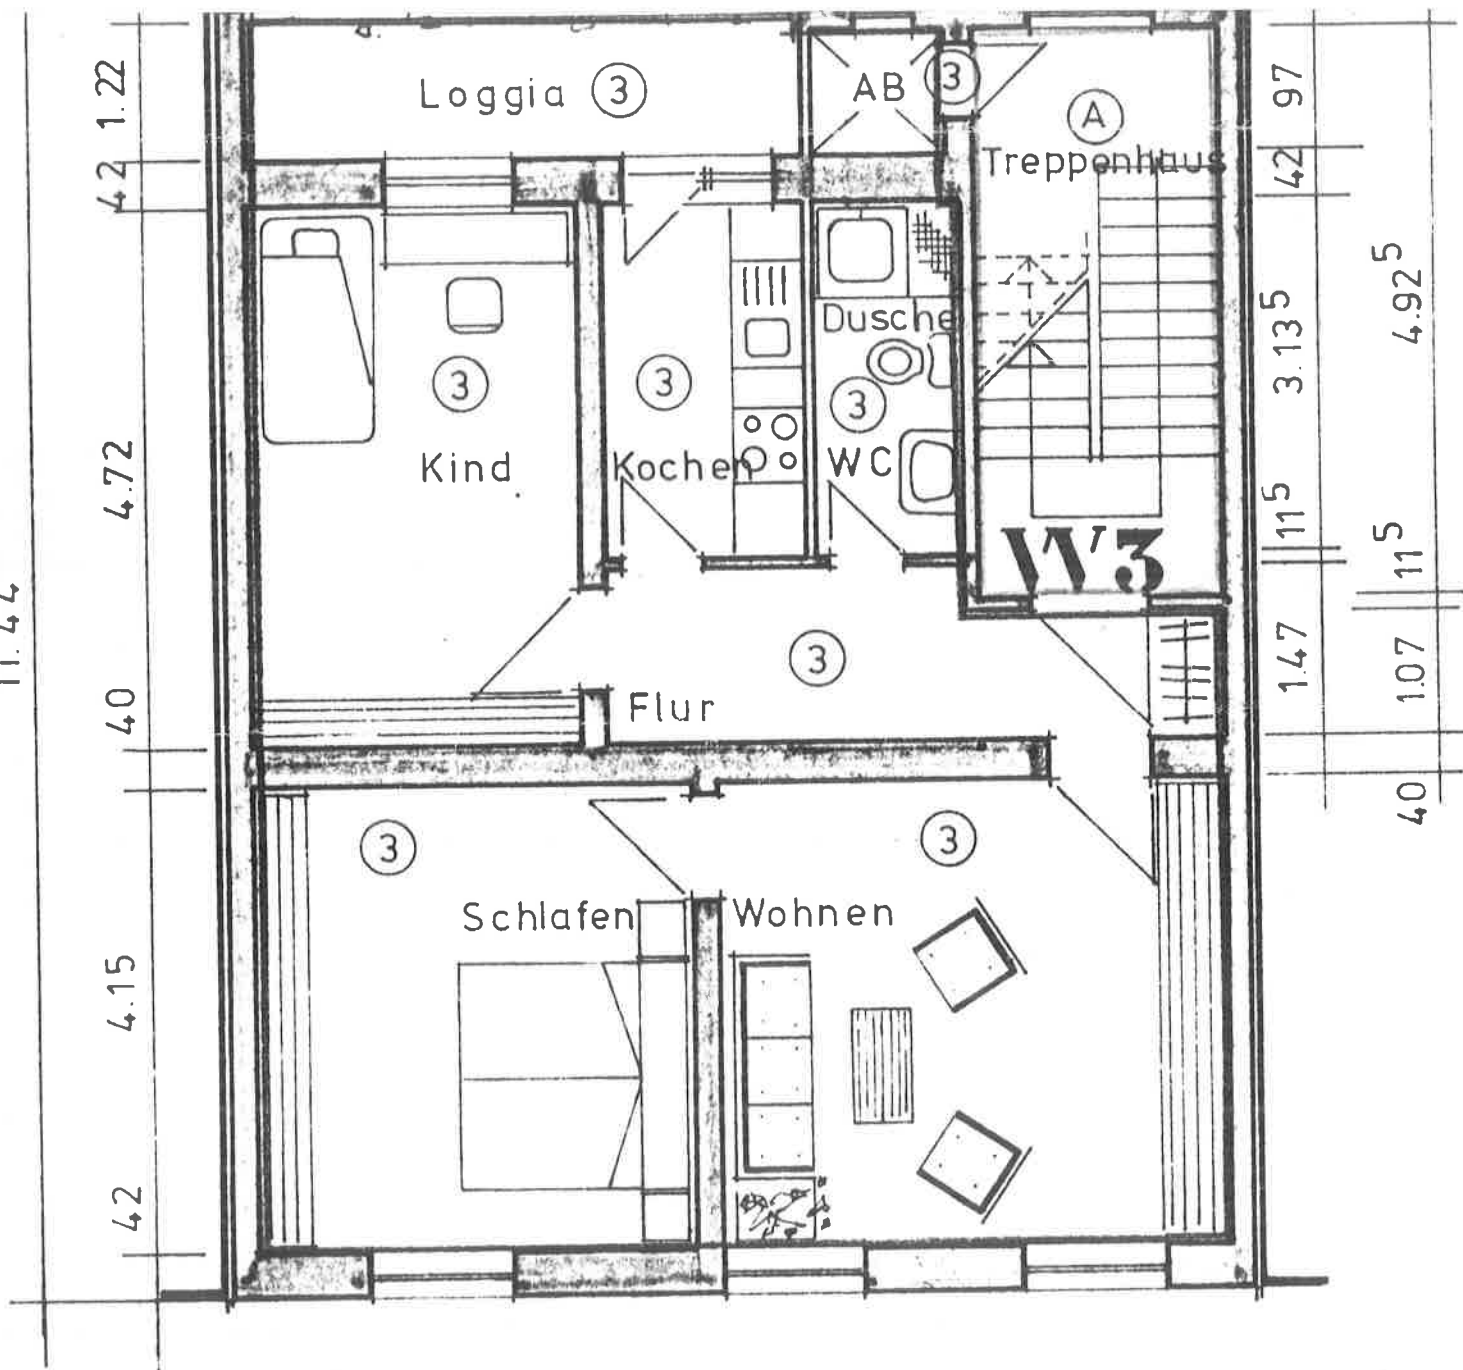 Loggia 3
AB 3
A
Treppenhaus
Dusche
3
WC
3
Kochen
3
Kind
W3
3
Flur
3
Schlafen
3
Wohnen
1.22
42
4.72
40
4.15
42
11.44
97
42
3.13⁵
11⁵
1.47
4.92⁵
11⁵
1.07
40